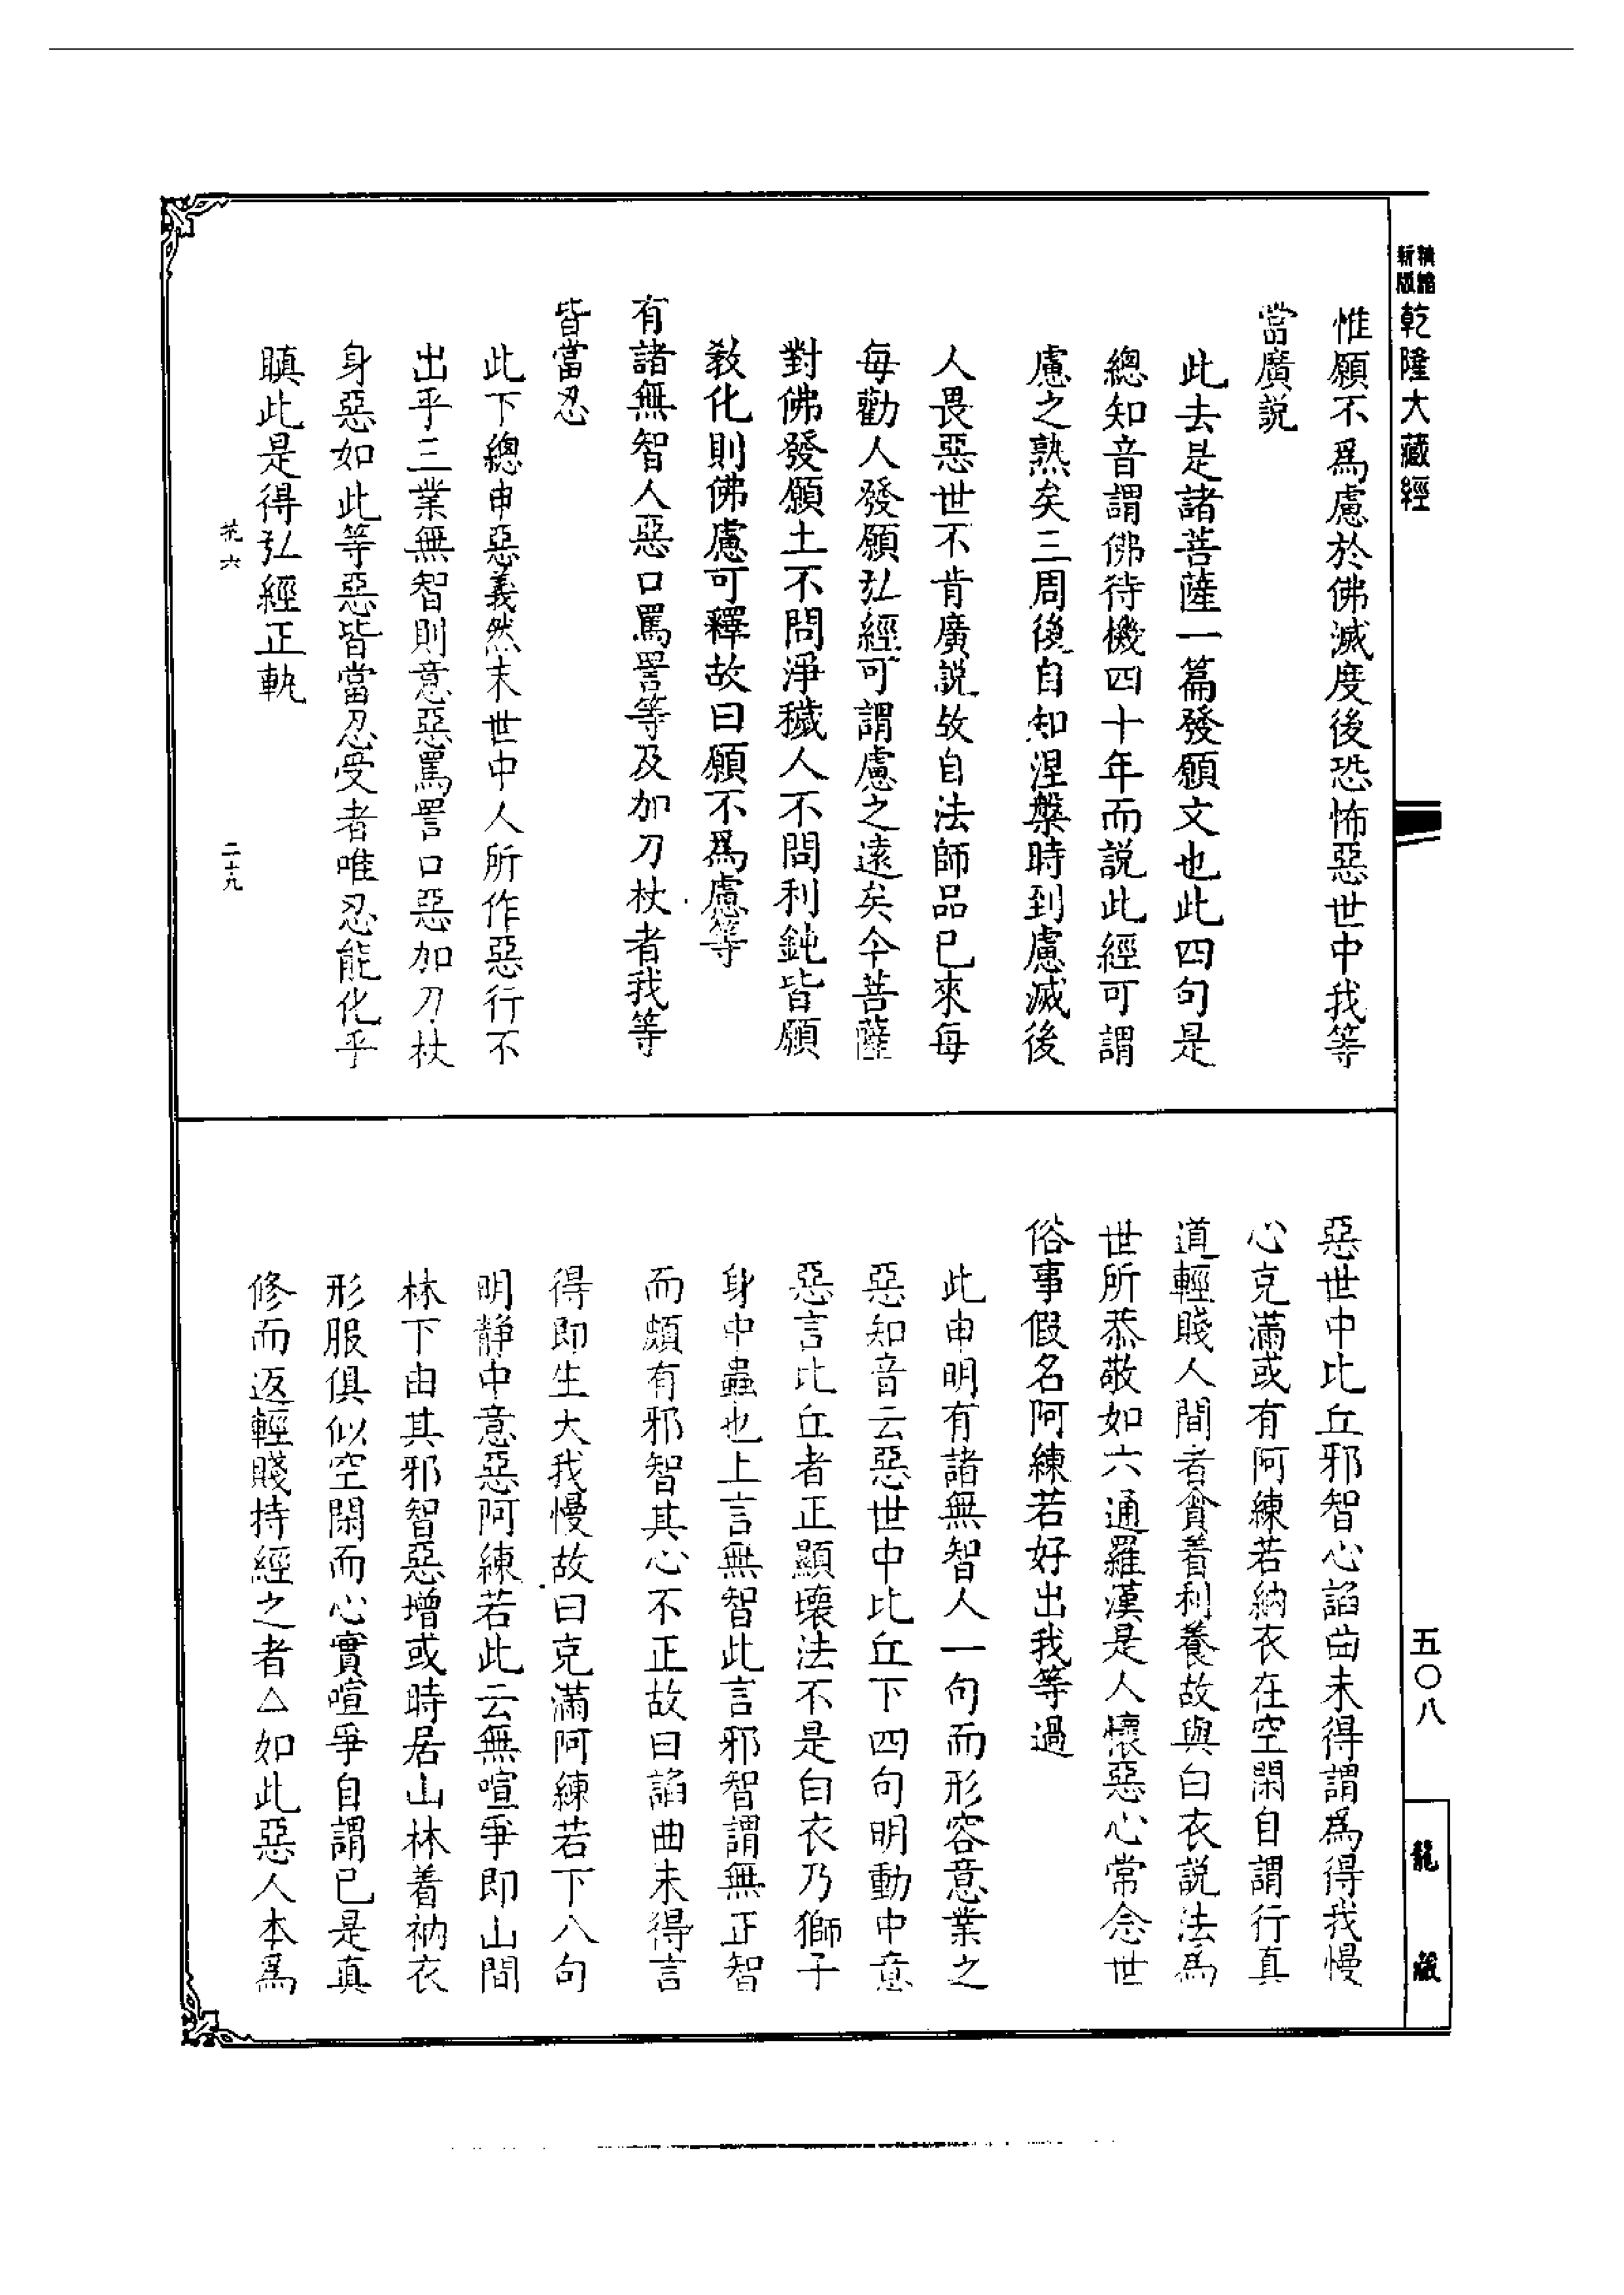 精縮
新版
乾隆大藏經
惟願不爲慮於佛滅度後恐怖惡世中我等
當廣説
此去是諸菩薩一篇發願文也此四句是
總知音謂佛待機四十年而説此經可謂
慮之熟矣三周後自知涅槃時到慮滅後
人畏惡世不肯廣説故自法師品已來每
每勸人發願弘經可謂慮之遠矣今菩薩
對佛發願土不問淨穢人不問利鈍皆願
教化則佛慮可釋故曰願不爲慮等
有諸無智人惡口罵詈等及加刀杖者我等
皆當忍
此下總申惡義然末世中人所作惡行不
出乎三業無智則意惡罵詈口惡加刀杖
身惡如此等惡皆當忍受者唯忍能化乎
瞋此是得弘經正軌
六
二十九
惡世中比丘邪智心諂曲未得謂爲得我慢
心充滿或有阿練若納衣在空閑自謂行真
道輕賤人間者貪着利養故與白衣説法爲
世所恭敬如六通羅漢是人懷惡心常念世
俗事假名阿練若好出我等過
此申明有諸無智人一句而形容意業之
惡知音云惡世中比丘下四句明動中意
惡言比丘者正顯壞法不是白衣乃獅子
身中蟲也上言無智此言邪智謂無正智
而頗有邪智其心不正故曰諂曲未得言
得即生大我慢故曰充滿阿練若下八句
明靜中意惡阿練若此云無喧爭即山間
林下由其邪智惡增或時居山林着衲衣
形服俱似空閑而心實喧爭自謂已是真
修而返輕賤持經之者△如此惡人本爲
五〇八
龍藏